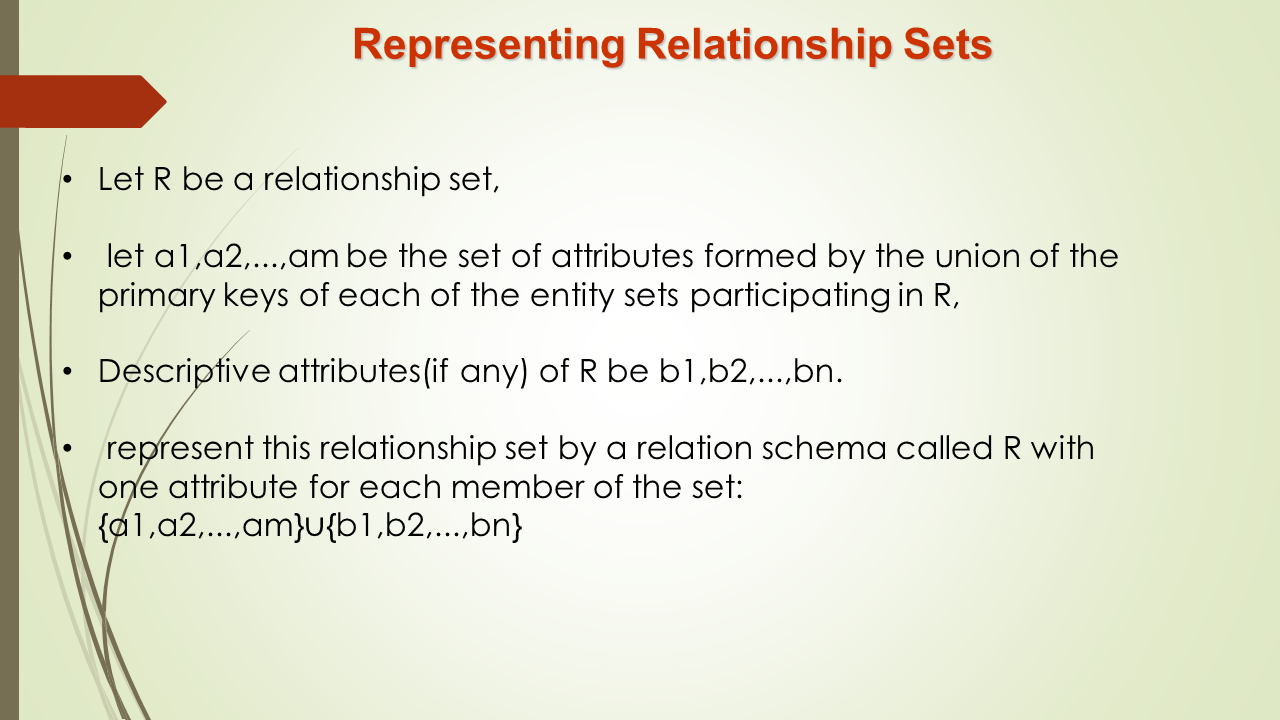 Representing Relationship Sets
• Let R be a relationship set,
• let a1,a2,...,am be the set of attributes formed by the union of the
primary keys of each of the entity sets participating in R,
• Descriptive attributes(if any) of R be b1,b2,...,bn.
• represent this relationship set by a relation schema called R with
one attribute for each member of the set:
{a1,a2,...,am}∪{b1,b2,...,bn}